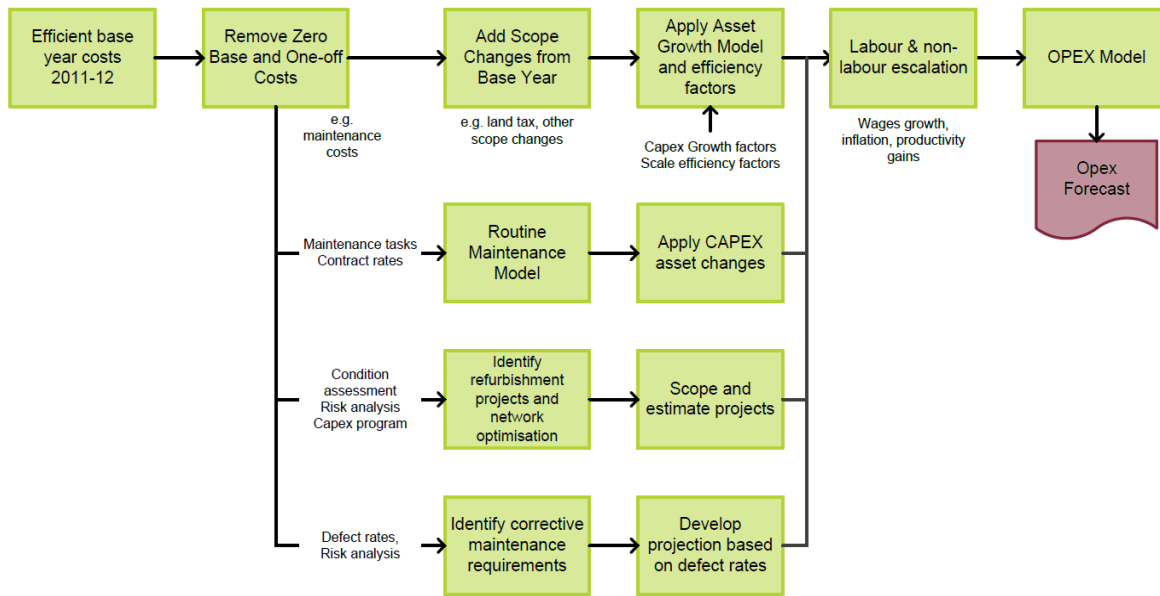 Efficient base
year costs
2011-12
Remove Zero
Base and One-off
Costs
Add Scope
Changes from
Base Year
Apply Asset
Growth Model
and efficiency
factors
Labour & non-
labour escalation
OPEX Model
e.g.
maintenance
costs
e.g. land tax, other
scope changes
Capex Growth factors
Scale efficiency factors
Wages growth,
inflation, productivity
gains
Opex
Forecast
Maintenance tasks
Contract rates
Routine
Maintenance
Model
Apply CAPEX
asset changes
Condition
assessment
Risk analysis
Capex program
Identify
refurbishment
projects and
network
optimisation
Scope and
estimate projects
Defect rates,
Risk analysis
Identify corrective
maintenance
requirements
Develop
projection based
on defect rates